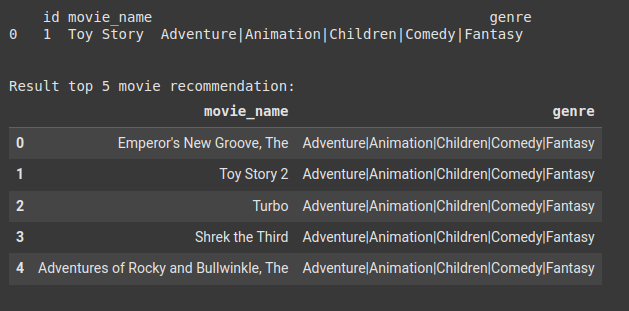 id movie_name genre
0 1 Toy Story Adventure|Animation|Children|Comedy|Fantasy
Result top 5 movie recommendation:
movie_name genre
0 Emperor's New Groove, The Adventure|Animation|Children|Comedy|Fantasy
1 Toy Story 2 Adventure|Animation|Children|Comedy|Fantasy
2 Turbo Adventure|Animation|Children|Comedy|Fantasy
3 Shrek the Third Adventure|Animation|Children|Comedy|Fantasy
4 Adventures of Rocky and Bullwinkle, The Adventure|Animation|Children|Comedy|Fantasy